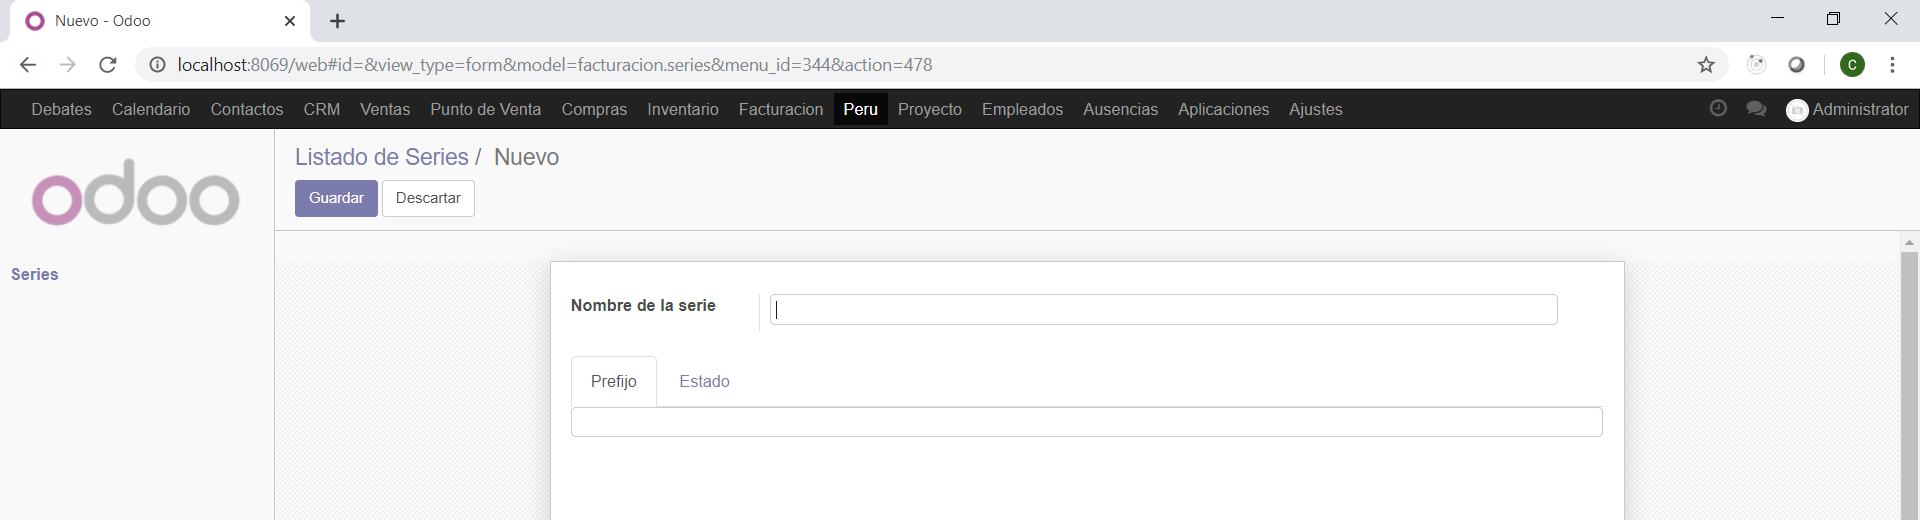 Nuevo - Odoo
localhost:8069/web#id=&view_type=form&model=facturacion.series&menu_id=344&action=478
C
Debates Calendario Contactos CRM Ventas Punto de Venta Compras Inventario Facturacion Peru Proyecto Empleados Ausencias Aplicaciones Ajustes Administrator
odoo
Listado de Series / Nuevo
Guardar Descartar
Series
Nombre de la serie
Prefijo Estado